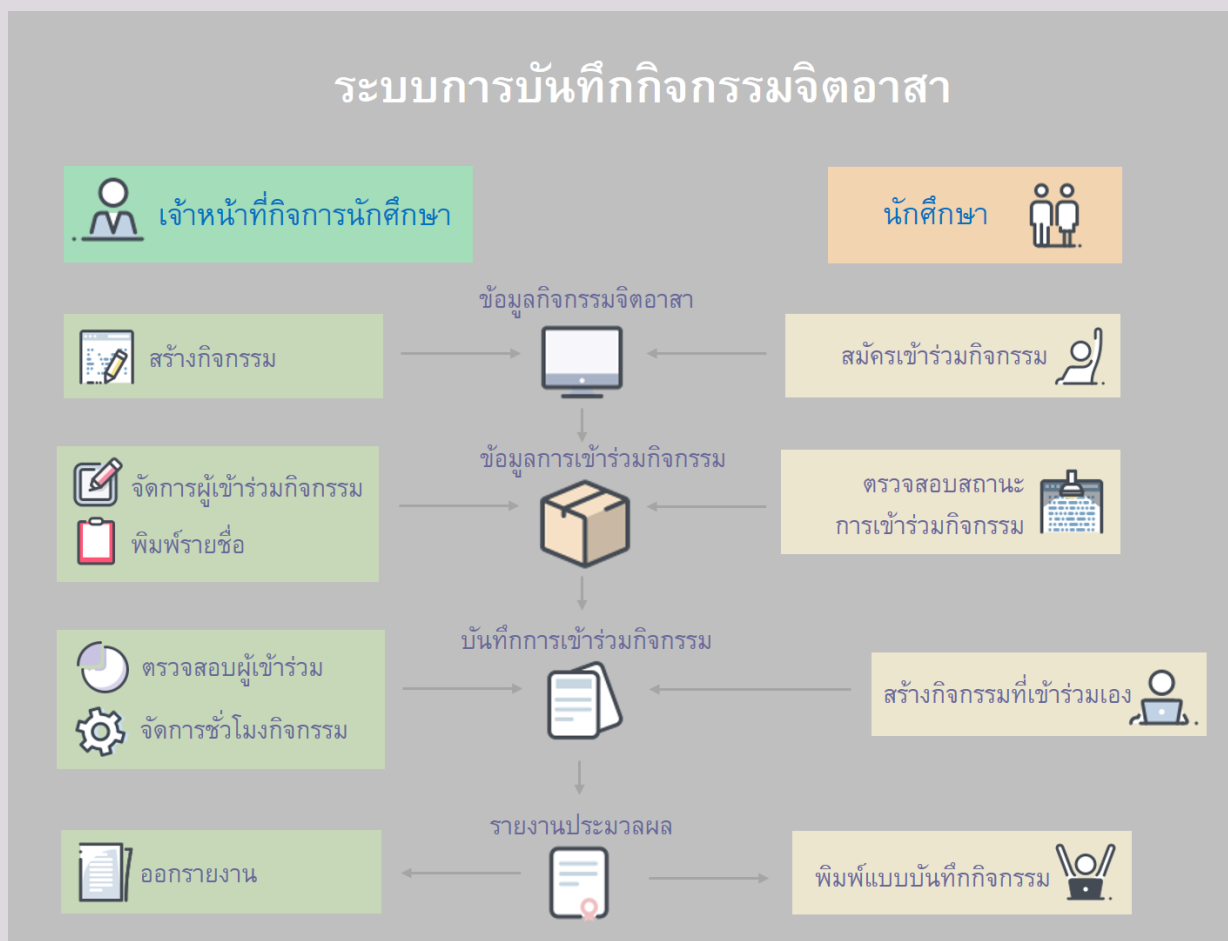 ระบบการบันทึกกิจกรรมจิตอาสา
เจ้าหน้าที่กิจการนักศึกษา
นักศึกษา
ข้อมูลกิจกรรมจิตอาสา
สร้างกิจกรรม
สมัครเข้าร่วมกิจกรรม
ข้อมูลการเข้าร่วมกิจกรรม
จัดการผู้เข้าร่วมกิจกรรม
พิมพ์รายชื่อ
ตรวจสอบสถานะ
การเข้าร่วมกิจกรรม
บันทึกการเข้าร่วมกิจกรรม
ตรวจสอบผู้เข้าร่วม
จัดการชั่วโมงกิจกรรม
สร้างกิจกรรมที่เข้าร่วมเอง
รายงานประมวลผล
ออกรายงาน
พิมพ์แบบบันทึกกิจกรรม